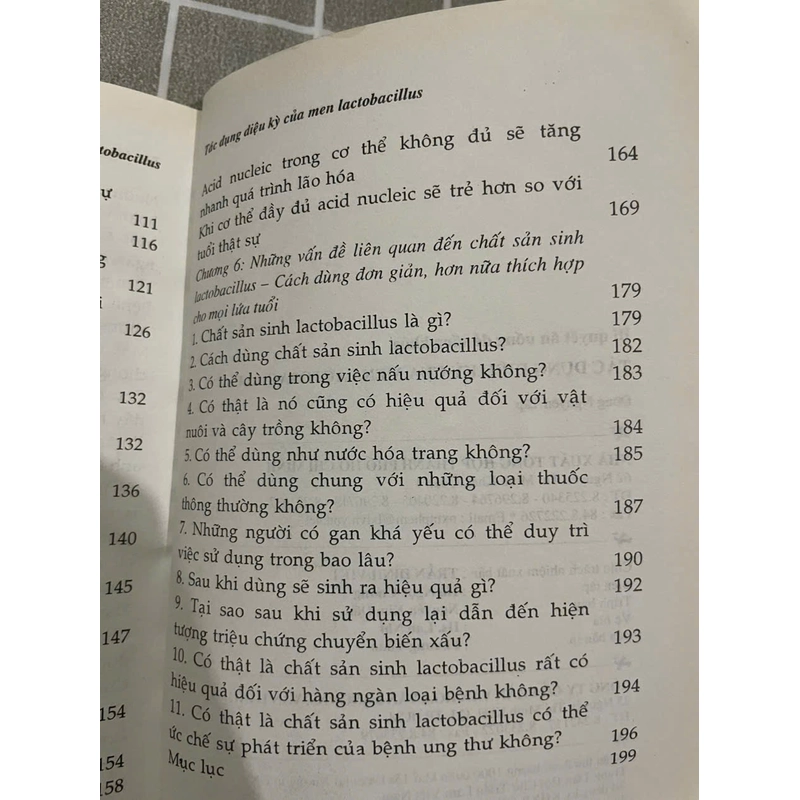 tobacillus
ự
111
116
g
121
i
126
132
132
136
140
145
147
154
154
158
Tác dụng diệu kỳ của men lactobacillus
Acid nucleic trong cơ thể không đủ sẽ tăng
nhanh quá trình lão hóa 164
Khi cơ thể đầy đủ acid nucleic sẽ trẻ hơn so với
tuổi thật sự 169
Chương 6: Những vấn đề liên quan đến chất sản sinh
lactobacillus – Cách dùng đơn giản, hơn nữa thích hợp
cho mọi lứa tuổi 179
1. Chất sản sinh lactobacillus là gì? 179
2. Cách dùng chất sản sinh lactobacillus? 182
3. Có thể dùng trong việc nấu nướng không? 183
4. Có thật là nó cũng có hiệu quả đối với vật
nuôi và cây trồng không? 184
5. Có thể dùng như nước hóa trang không? 185
6. Có thể dùng chung với những loại thuốc
thông thường không? 187
7. Những người có gan khá yếu có thể duy trì
việc sử dụng trong bao lâu? 190
8. Sau khi dùng sẽ sinh ra hiệu quả gì? 192
9. Tại sao sau khi sử dụng lại dẫn đến hiện
tượng triệu chứng chuyển biến xấu? 193
10. Có thật là chất sản sinh lactobacillus rất có
hiệu quả đối với hàng ngàn loại bệnh không? 194
11. Có thật là chất sản sinh lactobacillus có thể
ức chế sự phát triển của bệnh ung thư không? 196
Mục lục 199